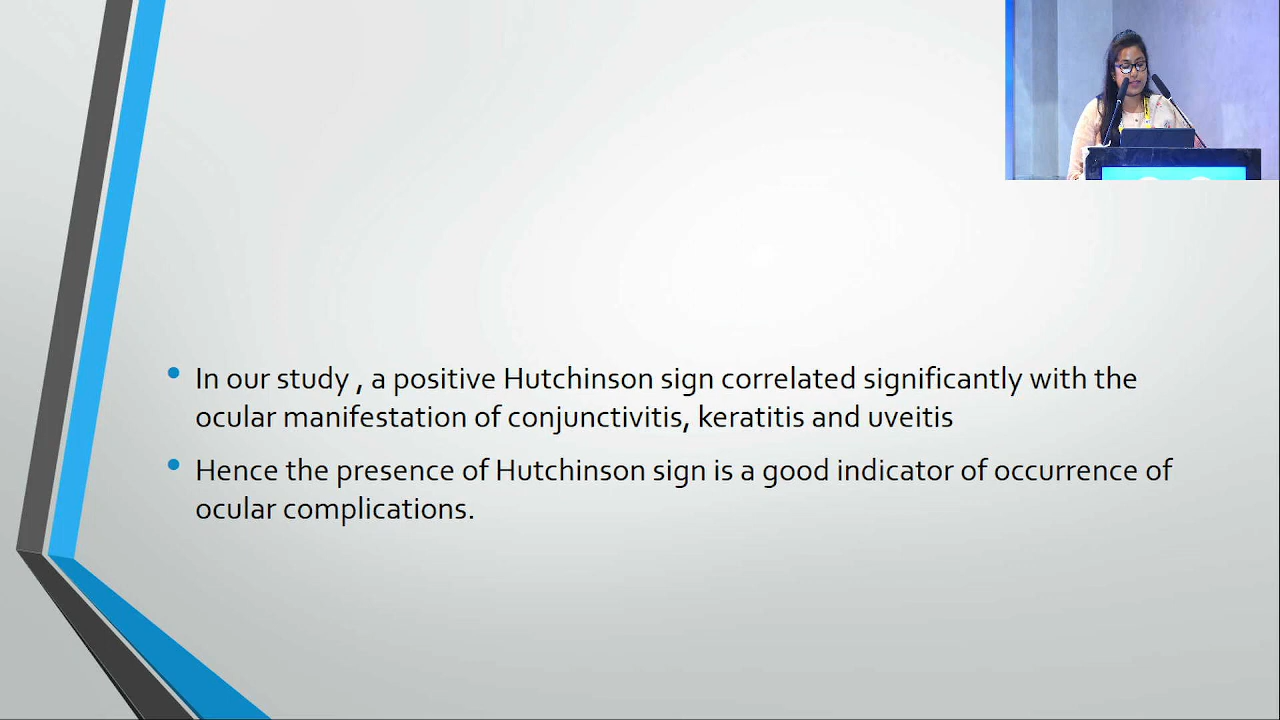 In our study , a positive Hutchinson sign correlated significantly with the
ocular manifestation of conjunctivitis, keratitis and uveitis
Hence the presence of Hutchinson sign is a good indicator of occurrence of
ocular complications.